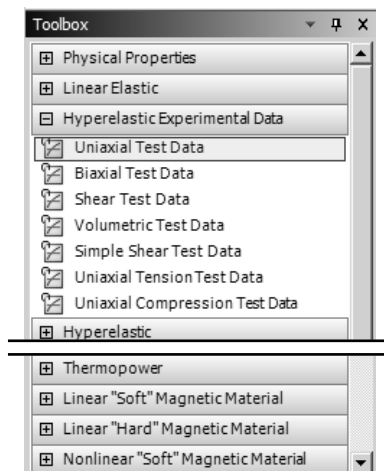 Toolbox
Physical Properties
Linear Elastic
Hyperelastic Experimental Data
Uniaxial Test Data
Biaxial Test Data
Shear Test Data
Volumetric Test Data
Simple Shear Test Data
Uniaxial Tension Test Data
Uniaxial Compression Test Data
Hyperelastic
Thermopower
Linear "Soft" Magnetic Material
Linear "Hard" Magnetic Material
Nonlinear "Soft" Magnetic Material